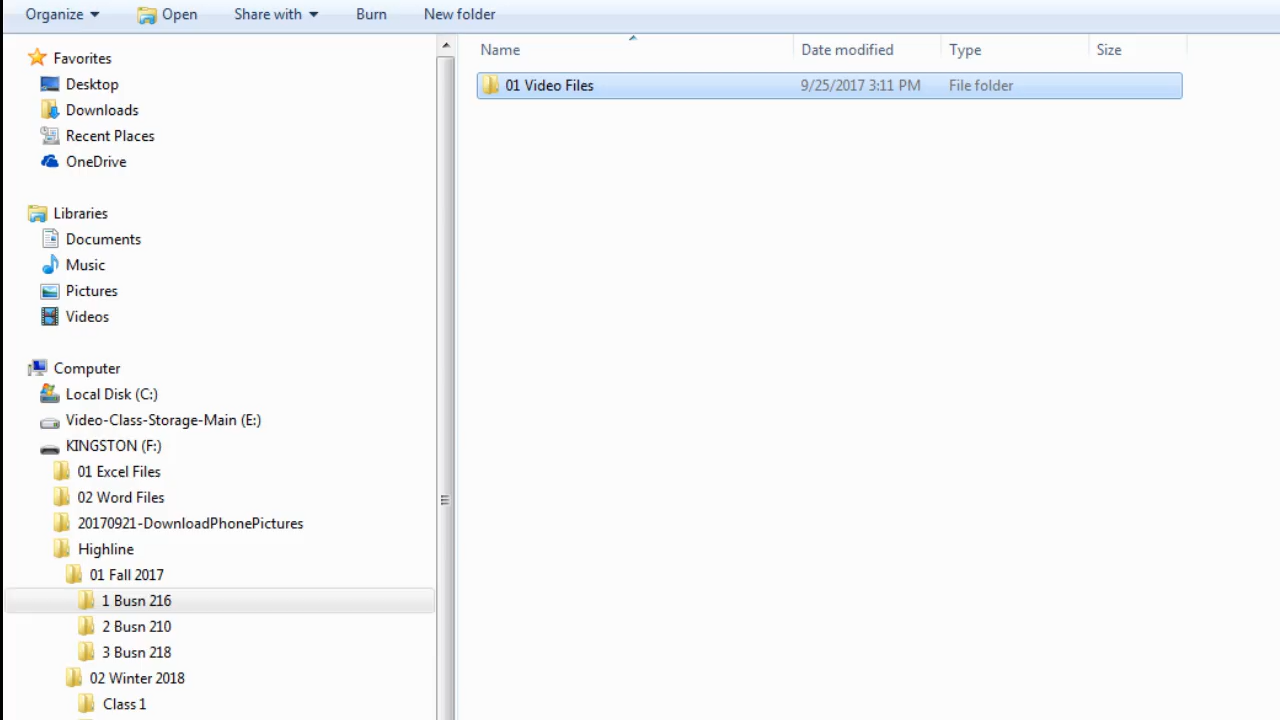 Organize Open Share with Burn New folder
Name Date modified Type Size
01 Video Files 9/25/2017 3:11 PM File folder
Favorites
Desktop
Downloads
Recent Places
OneDrive
Libraries
Documents
Music
Pictures
Videos
Computer
Local Disk (C:)
Video-Class-Storage-Main (E:)
KINGSTON (F:)
01 Excel Files
02 Word Files
20170921-DownloadPhonePictures
Highline
01 Fall 2017
1 Busn 216
2 Busn 210
3 Busn 218
02 Winter 2018
Class 1